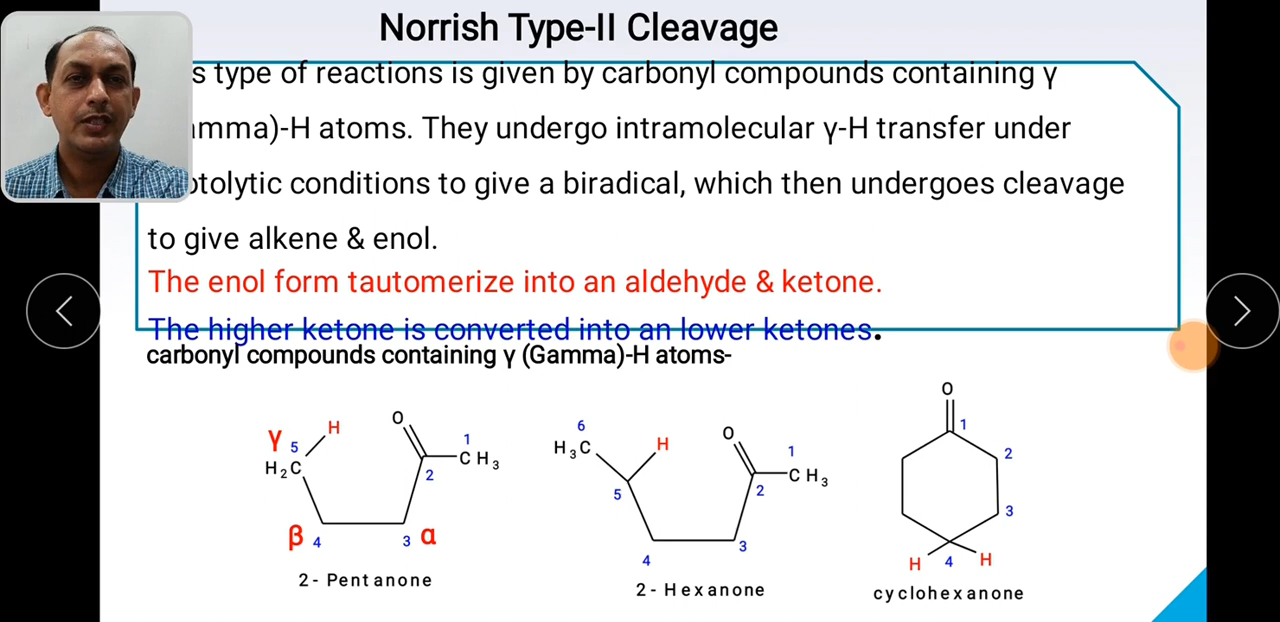 Norrish Type-II Cleavage
s type of reactions is given by carbonyl compounds containing γ
mma)-H atoms. They undergo intramolecular γ-H transfer under
otolytic conditions to give a biradical, which then undergoes cleavage
to give alkene & enol.
The enol form tautomerize into an aldehyde & ketone.
The higher ketone is converted into an lower ketones.
carbonyl compounds containing γ (Gamma)-H atoms-
γ 5 H
H2C
O
1
CH3
2
β 4
3 α
2- Pentanone
6
H3C
H
O
1
CH3
2
5
4
3
2- Hexanone
O
1
2
3
H 4 H
cyclohexanone